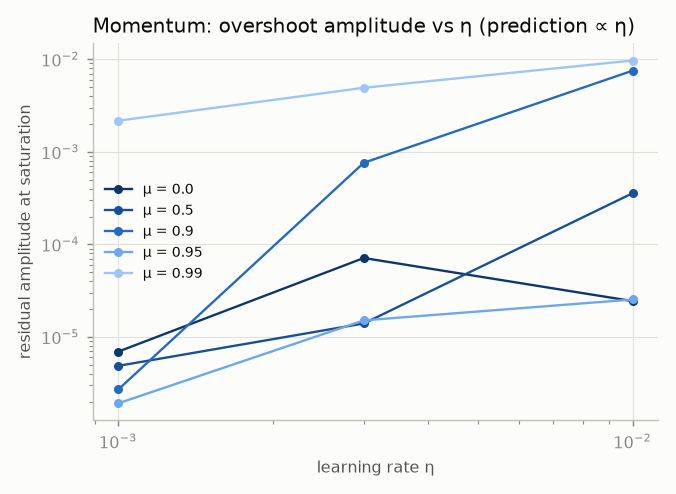 Momentum: overshoot amplitude vs η (prediction ∝ η)
residual amplitude at saturation
10⁻²
10⁻³
10⁻⁴
10⁻⁵
μ = 0.0
μ = 0.5
μ = 0.9
μ = 0.95
μ = 0.99
10⁻³
10⁻²
learning rate η